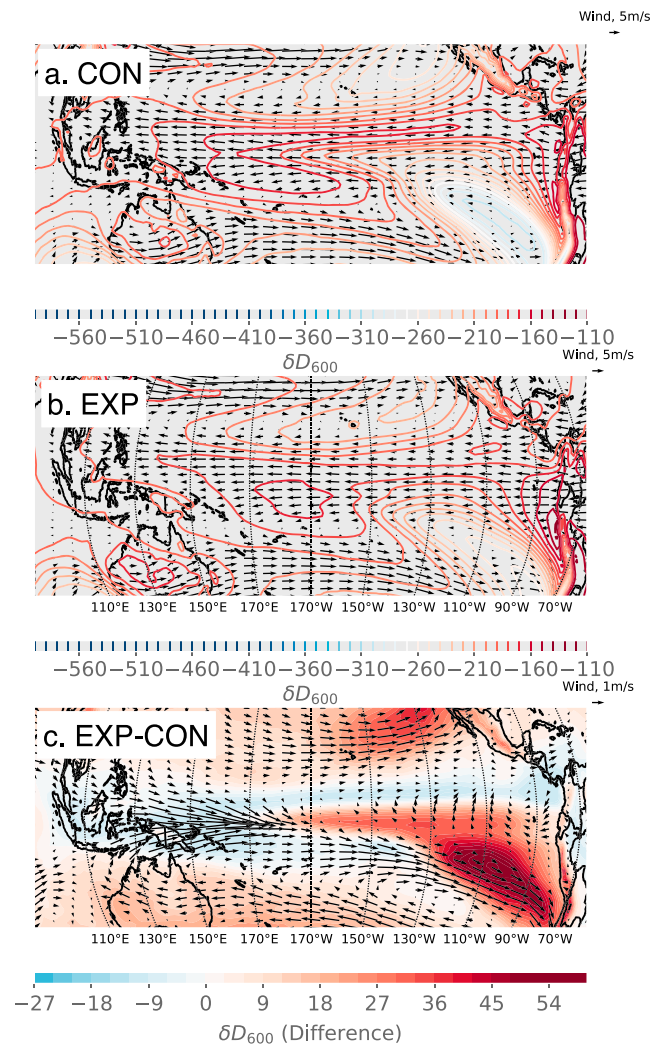 Wind, 5m/s
a. CON
−560 −510 −460 −410 −360 −310 −260 −210 −160 −110
δD600
Wind, 5m/s
b. EXP
110°E 130°E 150°E 170°E 170°W 150°W 130°W 110°W 90°W 70°W
−560 −510 −460 −410 −360 −310 −260 −210 −160 −110
δD600
Wind, 1m/s
c. EXP-CON
110°E 130°E 150°E 170°E 170°W 150°W 130°W 110°W 90°W 70°W
−27 −18 −9 0 9 18 27 36 45 54
δD600 (Difference)